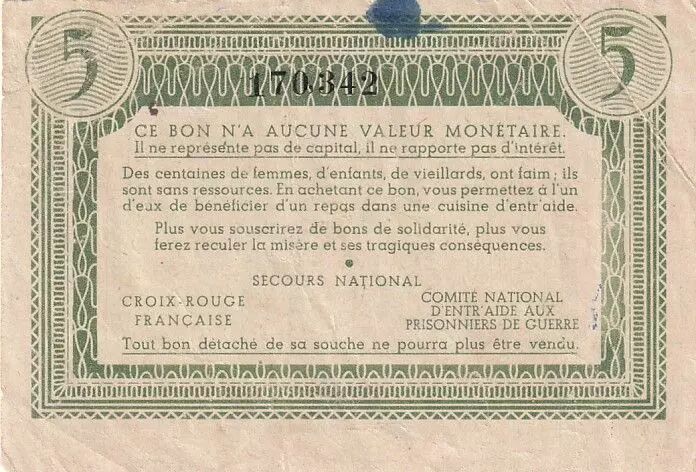 5 5
170.342
CE BON N'A AUCUNE VALEUR MONÉTAIRE.
Il ne représente pas de capital, il ne rapporte pas d'intérêt.
Des centaines de femmes, d'enfants, de vieillards, ont faim ; ils
sont sans ressources. En achetant ce bon, vous permettez à l'un
d'eux de bénéficier d'un repas dans une cuisine d'entr'aide.
Plus vous souscrirez de bons de solidarité, plus vous
ferez reculer la misère et ses tragiques conséquences.
SECOURS NATIONAL
CROIX-ROUGE
FRANÇAISE
COMITÉ NATIONAL
D'ENTR'AIDE AUX
PRISONNIERS DE GUERRE
Tout bon détaché de sa souche ne pourra plus être vendu.